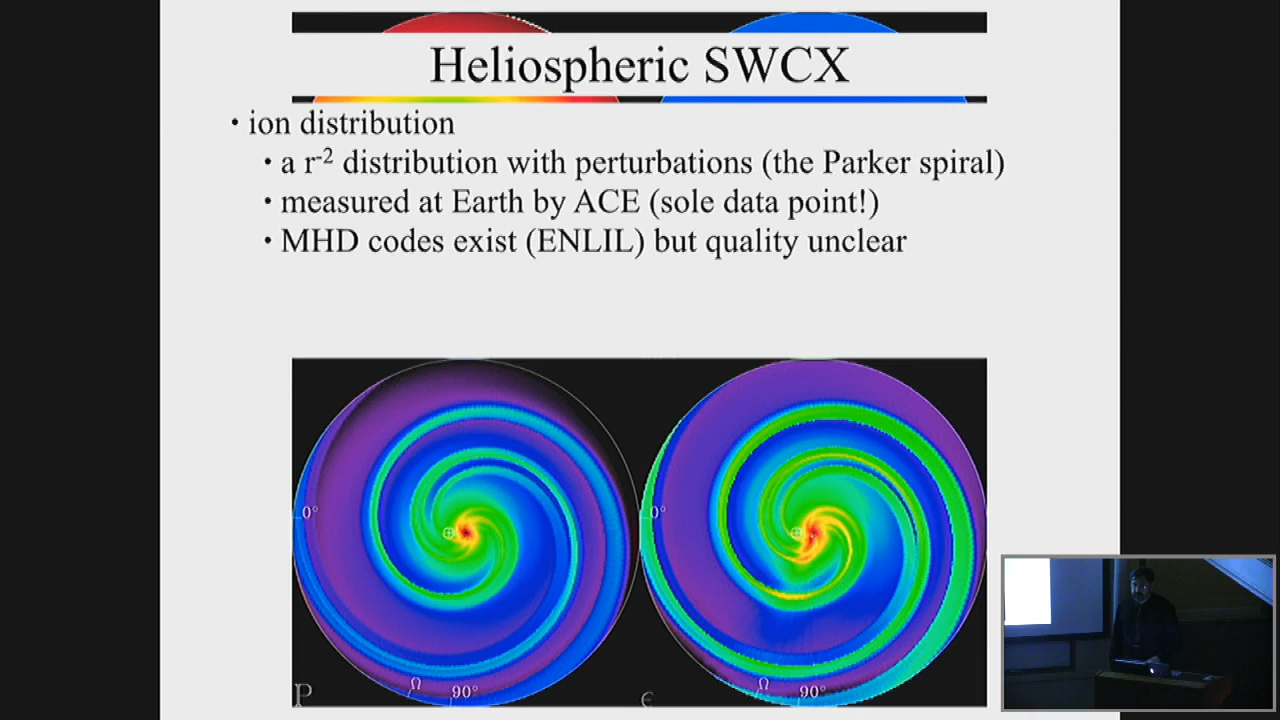 Heliospheric SWCX
• ion distribution
• a r⁻² distribution with perturbations (the Parker spiral)
• measured at Earth by ACE (sole data point!)
• MHD codes exist (ENLIL) but quality unclear
0°
0°
Ω
90°
Ω
90°
P
ϵ